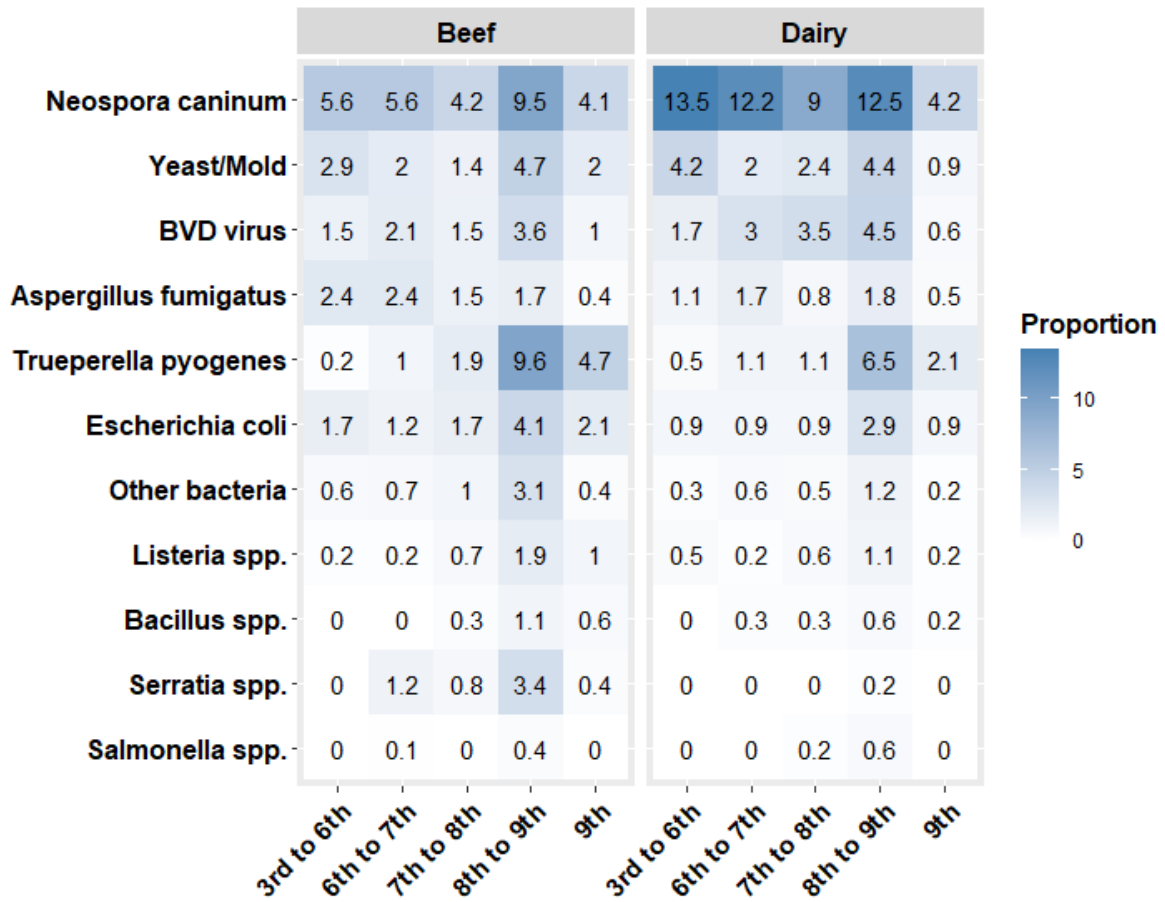 Beef Dairy
Neospora caninum 5.6 5.6 4.2 9.5 4.1 13.5 12.2 9 12.5 4.2
Yeast/Mold 2.9 2 1.4 4.7 2 4.2 2 2.4 4.4 0.9
BVD virus 1.5 2.1 1.5 3.6 1 1.7 3 3.5 4.5 0.6
Aspergillus fumigatus 2.4 2.4 1.5 1.7 0.4 1.1 1.7 0.8 1.8 0.5
Trueperella pyogenes 0.2 1 1.9 9.6 4.7 0.5 1.1 1.1 6.5 2.1
Escherichia coli 1.7 1.2 1.7 4.1 2.1 0.9 0.9 0.9 2.9 0.9
Other bacteria 0.6 0.7 1 3.1 0.4 0.3 0.6 0.5 1.2 0.2
Listeria spp. 0.2 0.2 0.7 1.9 1 0.5 0.2 0.6 1.1 0.2
Bacillus spp. 0 0 0.3 1.1 0.6 0 0.3 0.3 0.6 0.2
Serratia spp. 0 1.2 0.8 3.4 0.4 0 0 0 0.2 0
Salmonella spp. 0 0.1 0 0.4 0 0 0 0.2 0.6 0
3rd to 6th 6th to 7th 7th to 8th 8th to 9th 9th 3rd to 6th 6th to 7th 7th to 8th 8th to 9th 9th
Proportion
10
5
0